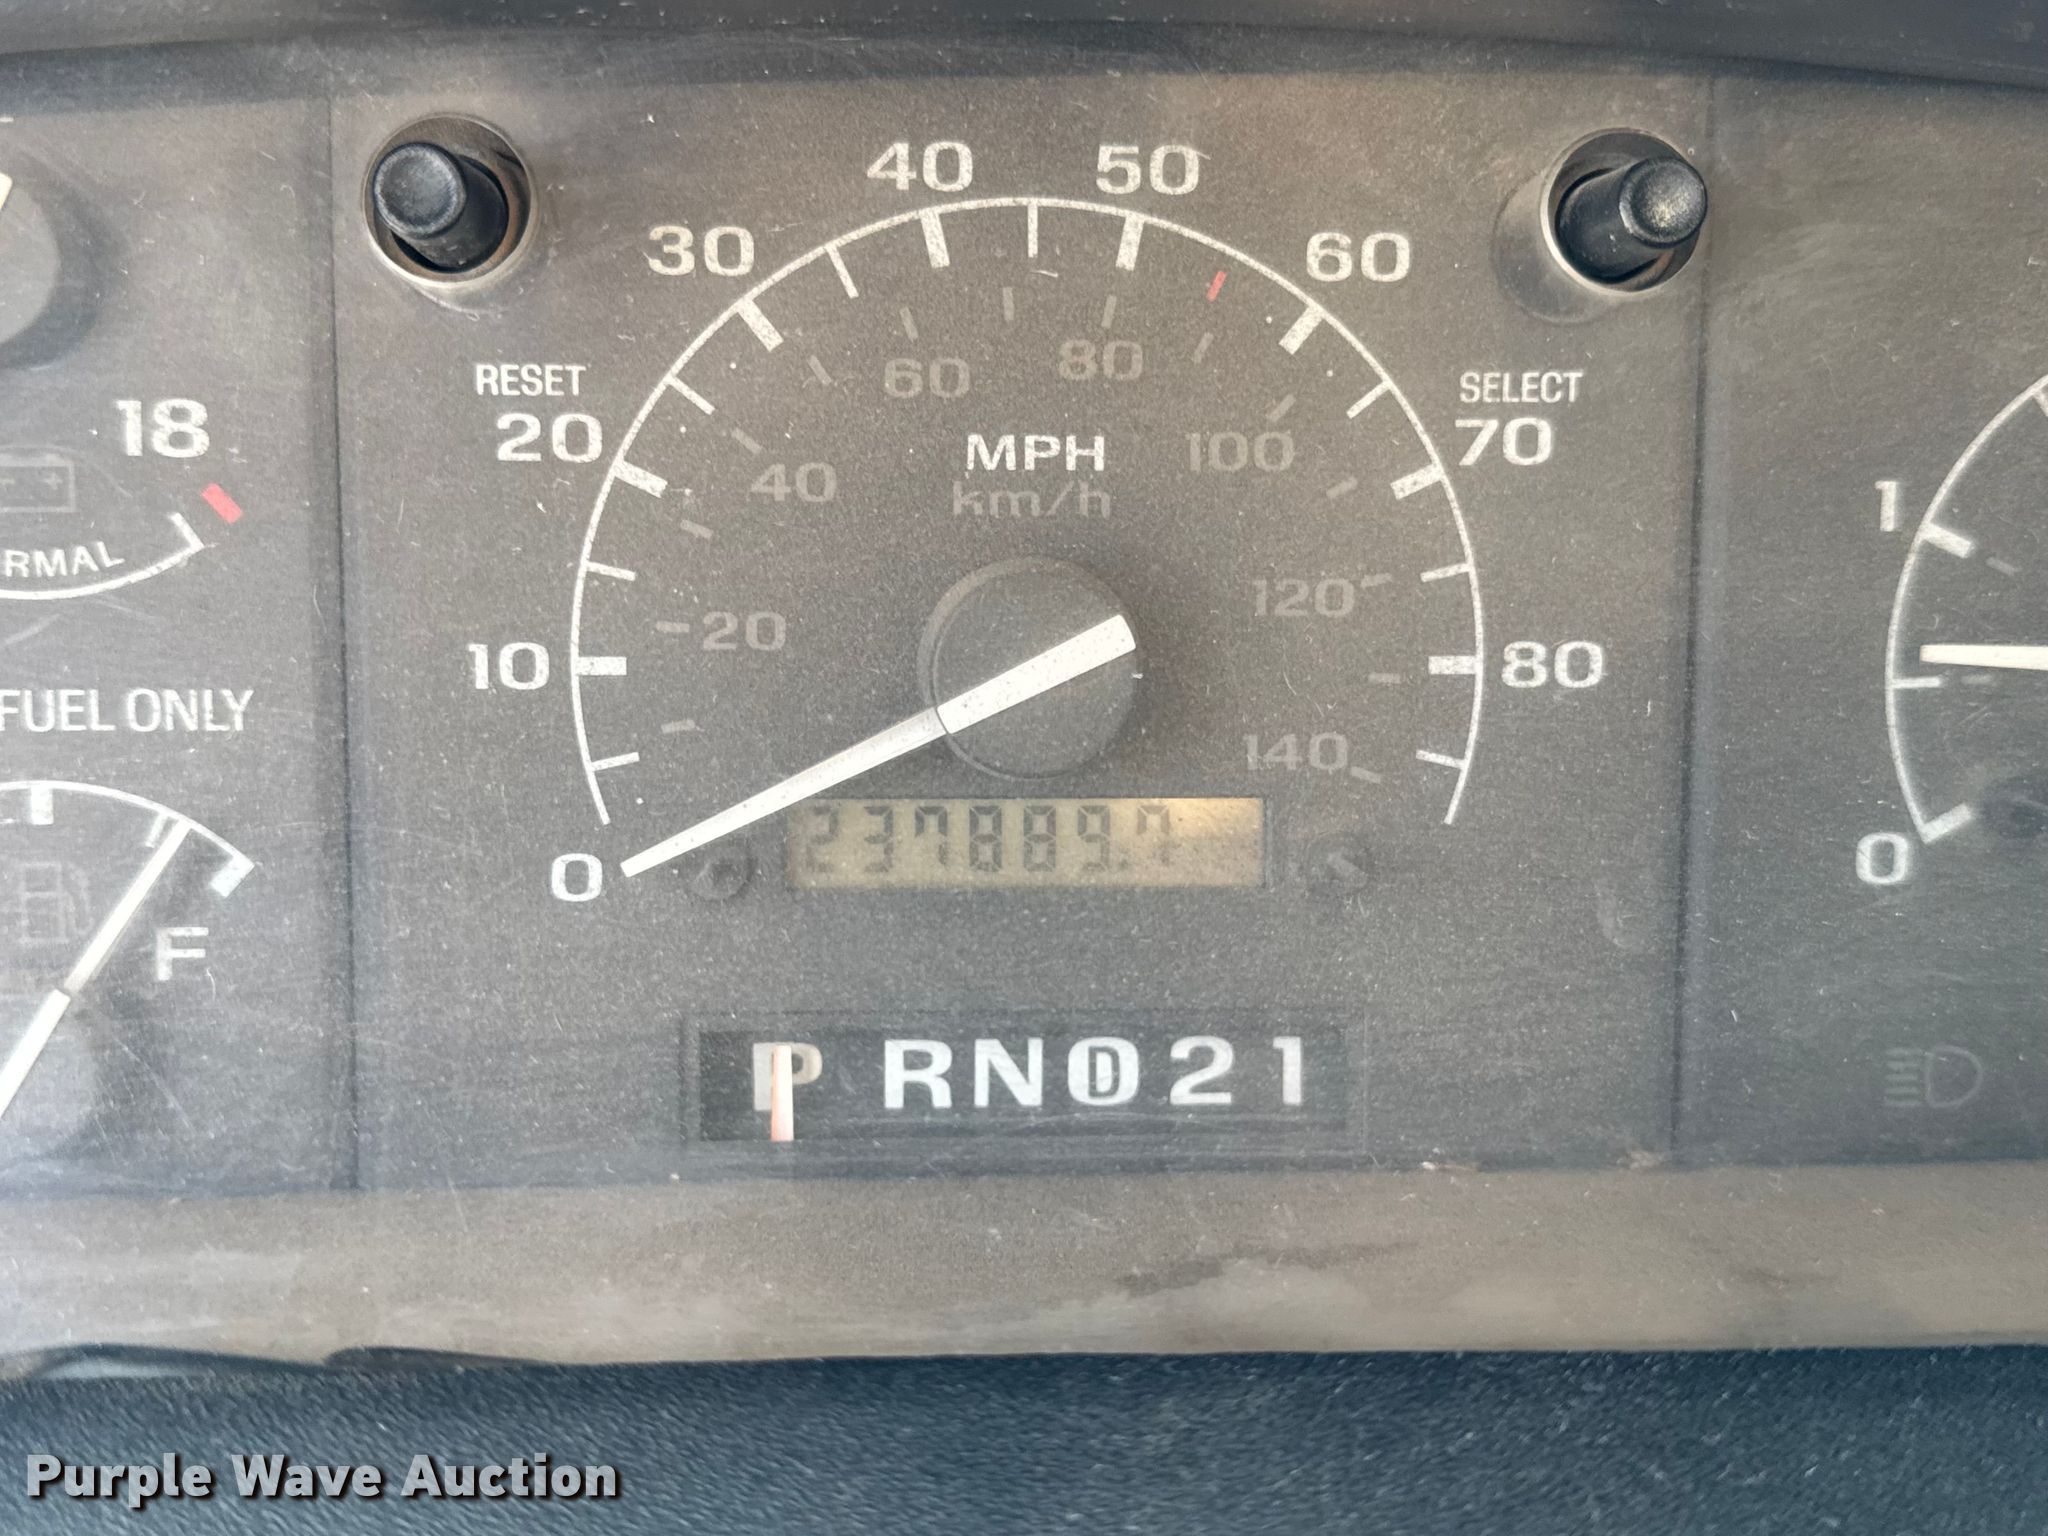 40 50
30 60
RESET SELECT
18 20 70
60 80
MPH 100
40 km/h
1
RMAL
120
20
10 80
FUEL ONLY
140
237889.7
0 0
F
P RND21
Purple Wave Auction